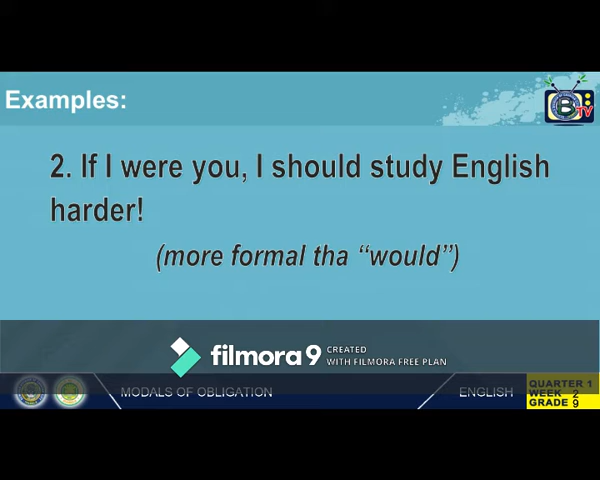 Examples:
B
TV
2. If I were you, I should study English
harder!
(more formal tha “would”)
filmora 9 CREATED
WITH FILMORA FREE PLAN
MODALS OF OBLIGATION
ENGLISH
QUARTER 1
WEEK 2
GRADE 9